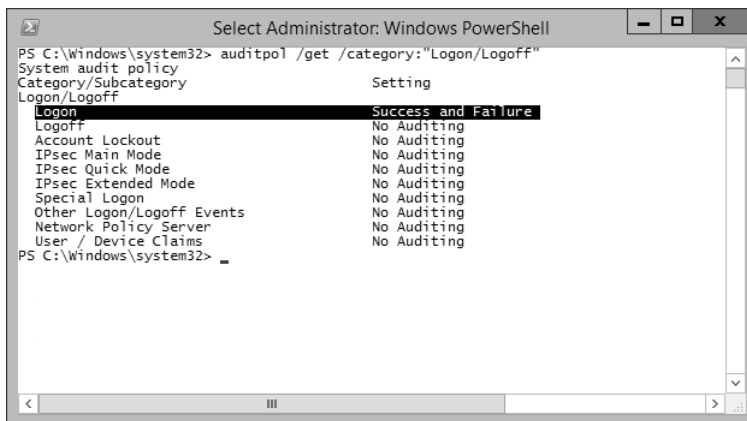 Select Administrator: Windows PowerShell
PS C:\Windows\system32> auditpol /get /category:"Logon/Logoff"
System audit policy
Category/Subcategory                      Setting
Logon/Logoff
  Logon                                   Success and Failure
  Logoff                                  No Auditing
  Account Lockout                         No Auditing
  IPsec Main Mode                         No Auditing
  IPsec Quick Mode                        No Auditing
  IPsec Extended Mode                     No Auditing
  Special Logon                           No Auditing
  Other Logon/Logoff Events               No Auditing
  Network Policy Server                   No Auditing
  User / Device Claims                    No Auditing
PS C:\Windows\system32> _